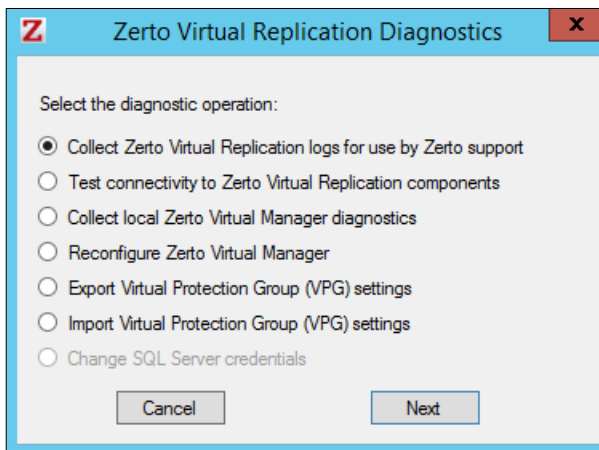 Z Zerto Virtual Replication Diagnostics x
Select the diagnostic operation:
Collect Zerto Virtual Replication logs for use by Zerto support
Test connectivity to Zerto Virtual Replication components
Collect local Zerto Virtual Manager diagnostics
Reconfigure Zerto Virtual Manager
Export Virtual Protection Group (VPG) settings
Import Virtual Protection Group (VPG) settings
Change SQL Server credentials
Cancel Next